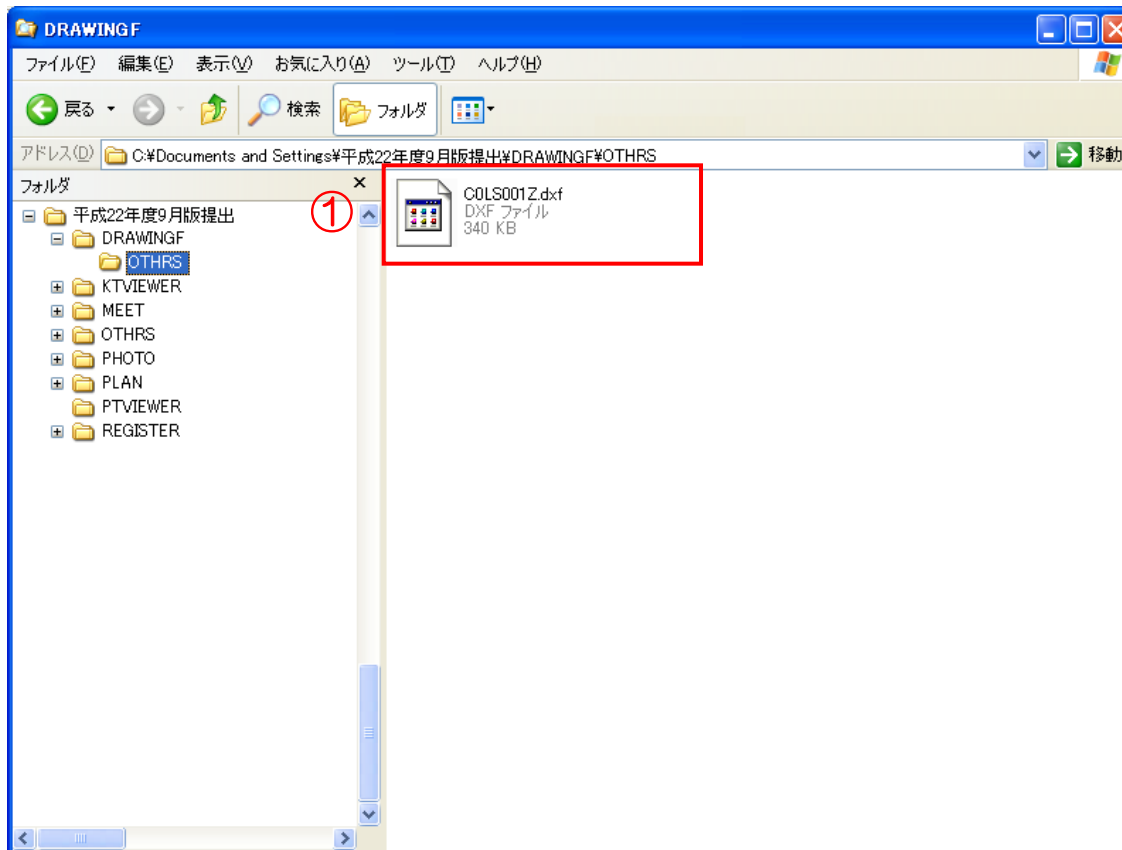 DRAWINGF
ファイル(F) 編集(E) 表示(V) お気に入り(A) ツール(T) ヘルプ(H)
戻る 検索 フォルダ
アドレス(D) C:¥Documents and Settings¥平成22年度9月版提出¥DRAWINGF¥OTHRS 移動
フォルダ ×
①
平成22年度9月版提出
DRAWINGF
OTHRS
KTVIEWER
MEET
OTHRS
PHOTO
PLAN
PTVIEWER
REGISTER
C0LS001Z.dxf
DXF ファイル
340 KB